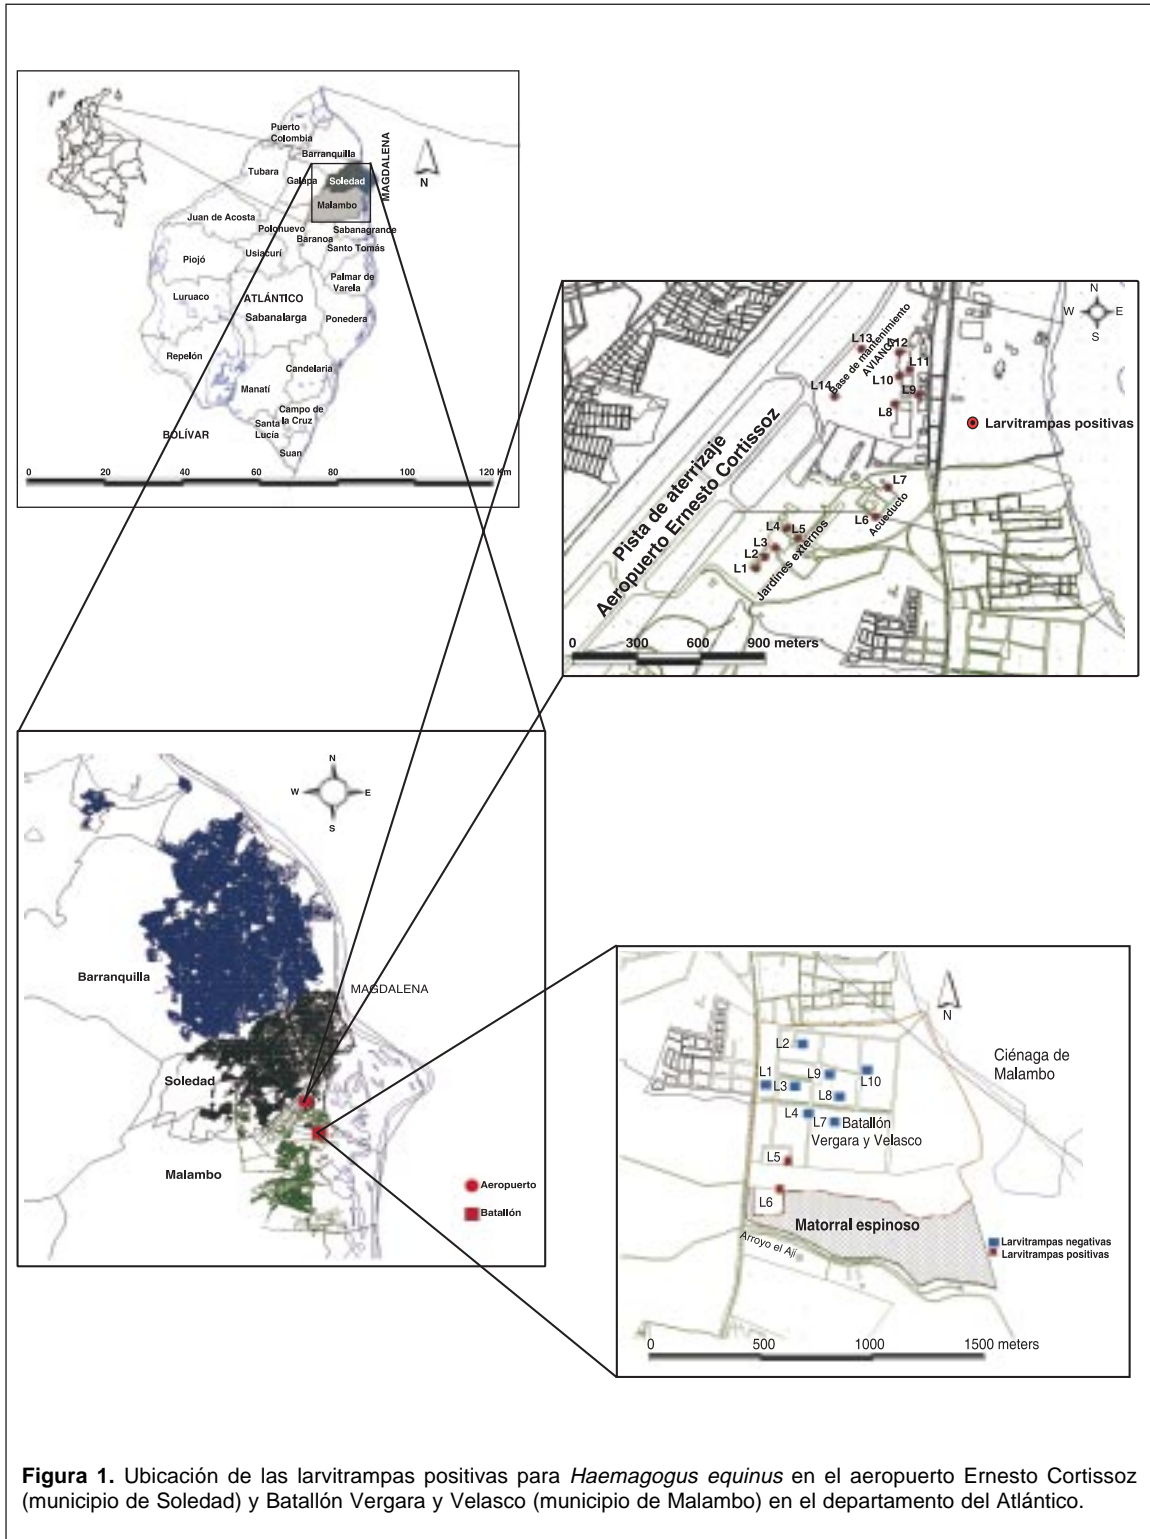 Puerto
Colombia
Barranquilla
MAGDALENA
Tubara
Galapa
Soledad
N
Malambo
Juan de Acosta
Polonuevo
Sabanagrande
Baranoa
Santo Tomás
Usiacurí
Piojó
Palmar de
Varela
Luruaco
ATLÁNTICO
Sabanalarga
Ponedera
Repelón
Candelaria
Manatí
Campo de
la Cruz
Santa
Lucía
BOLÍVAR
Suan
0 20 40 60 80 100 120 Km
N
W E
S
L13
Base de mantenimiento
AVIANCA
L12
L11
L10
L14
L9
L8
Larvitrampas positivas
Pista de aterrizaje
Aeropuerto Ernesto Cortissoz
L7
L6
Acueducto
L4
L5
L3
L2
L1
Jardines externos
0 300 600 900 meters
N
W E
S
Barranquilla
MAGDALENA
Soledad
Malambo
Aeropuerto
Batallón
N
L2
Ciénaga de
Malambo
L1
L9
L10
L3
L8
L4
L7
Batallón
Vergara y Velasco
L5
L6
Matorral espinoso
Arroyo el Ají
Larvitrampas negativas
Larvitrampas positivas
0 500 1000 1500 meters
Figura 1. Ubicación de las larvitrampas positivas para Haemagogus equinus en el aeropuerto Ernesto Cortissoz
(municipio de Soledad) y Batallón Vergara y Velasco (municipio de Malambo) en el departamento del Atlántico.